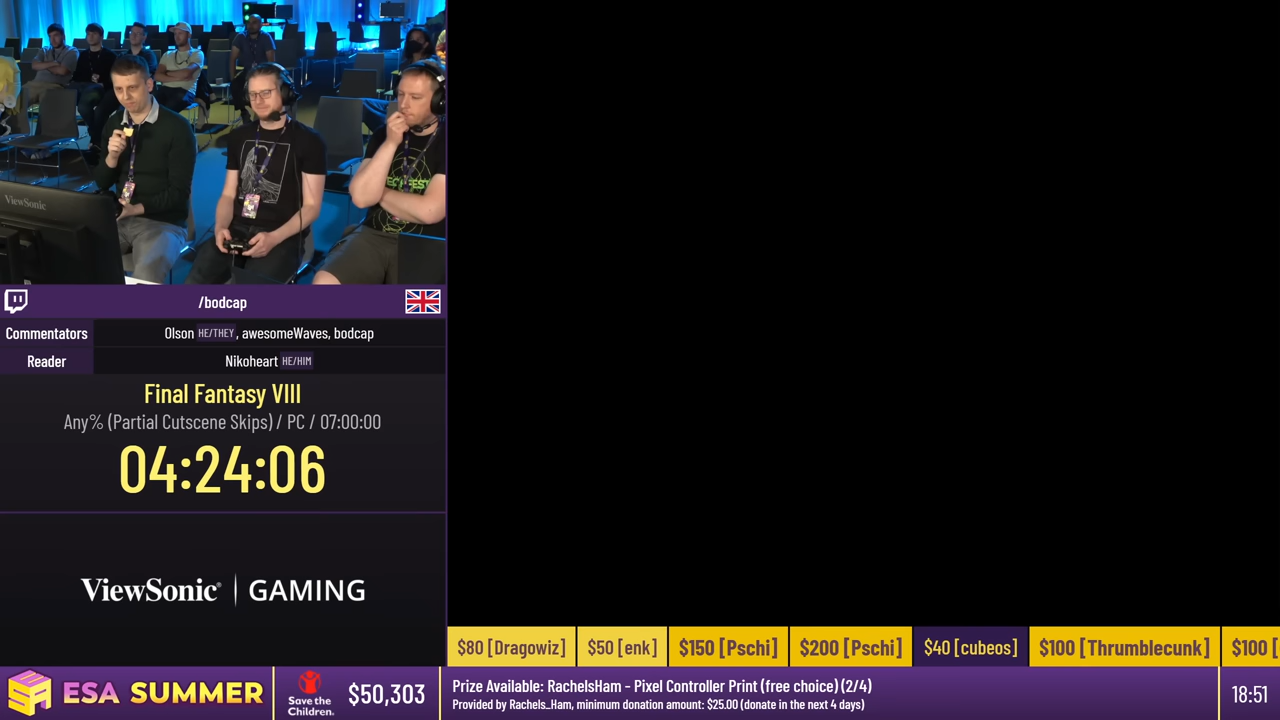 ViewSonic
/bodcap
Commentators
Olson HE/THEY, awesomeWaves, bodcap
Reader
Nikoheart HE/HIM
Final Fantasy VIII
Any% (Partial Cutscene Skips) / PC / 07:00:00
04:24:06
ViewSonic® | GAMING
$80 [Dragowiz]
$50 [enk]
$150 [Pschi]
$200 [Pschi]
$40 [cubeos]
$100 [Thrumblecunk]
$100 [
ESA SUMMER
Save the
Children.
$50,303
Prize Available: RachelsHam - Pixel Controller Print (free choice) (2/4)
Provided by Rachels_Ham, minimum donation amount: $25.00 (donate in the next 4 days)
18:51